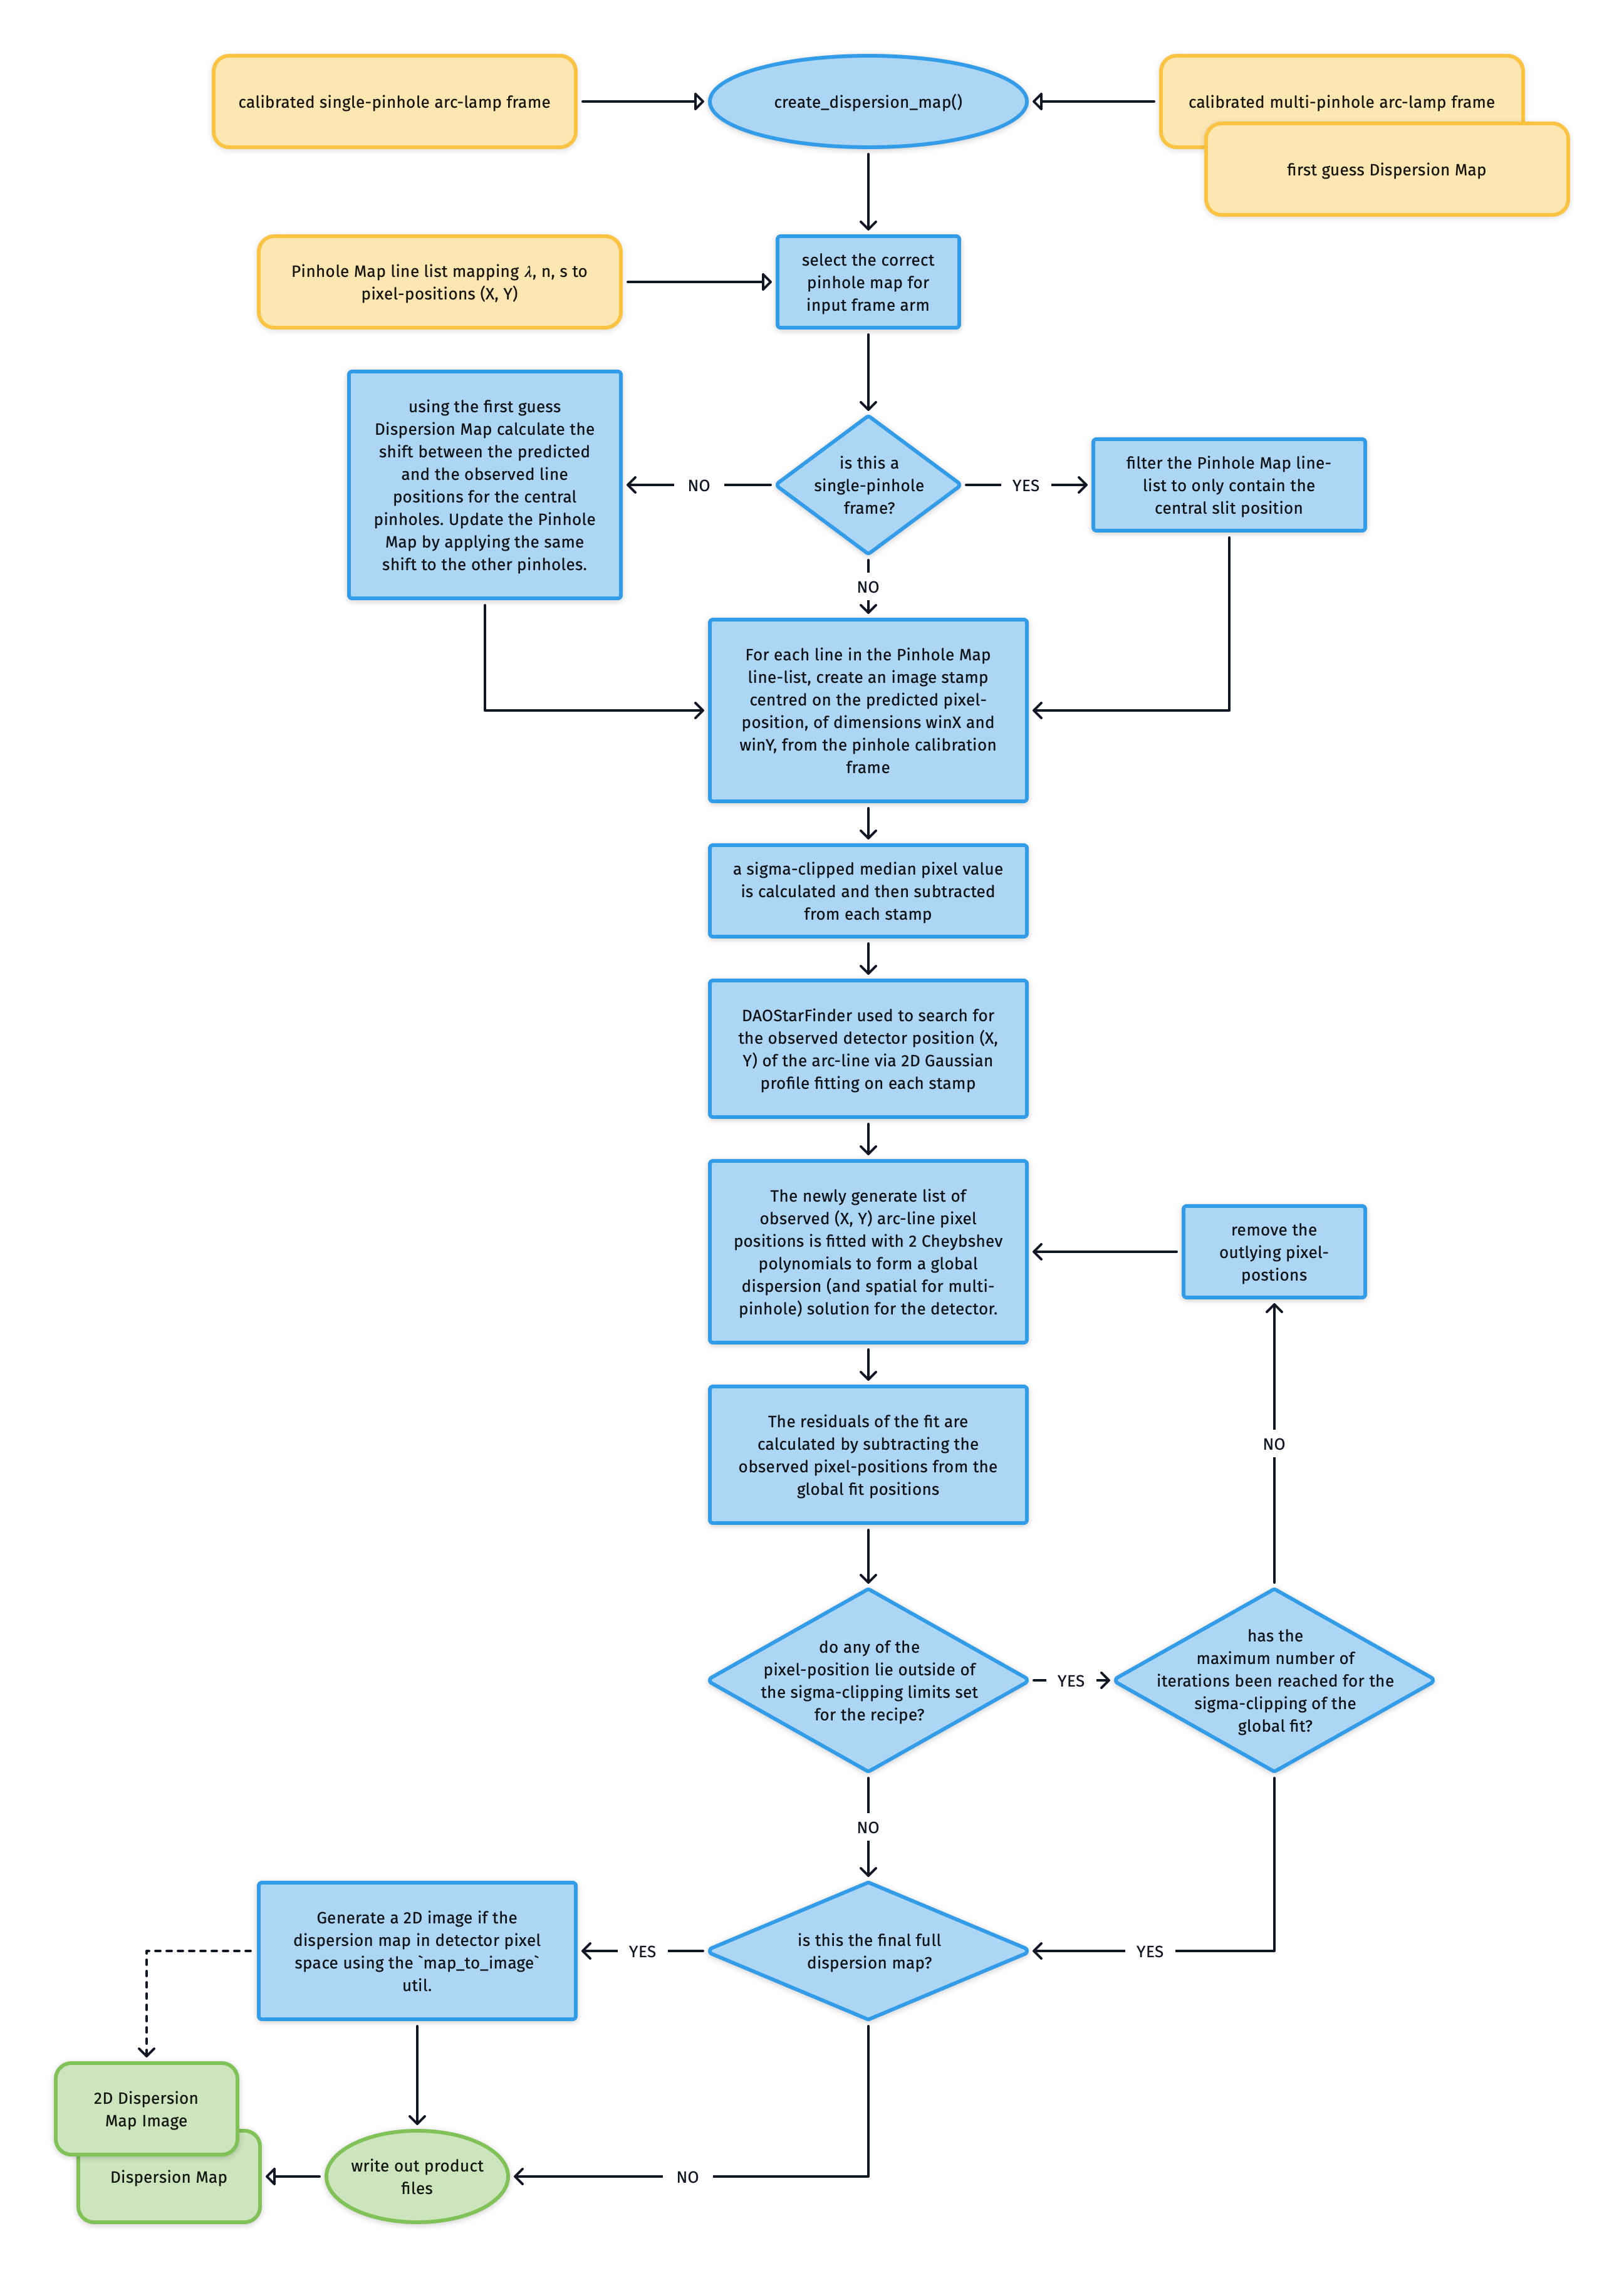 calibrated single-pinhole arc-lamp frame
create_dispersion_map()
calibrated multi-pinhole arc-lamp frame
first guess Dispersion Map
Pinhole Map line list mapping λ, n, s to
pixel-positions (X, Y)
select the correct
pinhole map for
input frame arm
using the first guess
Dispersion Map calculate the
shift between the predicted
and the observed line
positions for the central
pinholes. Update the Pinhole
Map by applying the same
shift to the other pinholes.
NO
is this a
single-pinhole
frame?
YES
filter the Pinhole Map line-
list to only contain the
central slit position
NO
For each line in the Pinhole Map
line-list, create an image stamp
centred on the predicted pixel-
position, of dimensions winX and
winY, from the pinhole calibration
frame
a sigma-clipped median pixel value
is calculated and then subtracted
from each stamp
DAOStarFinder used to search for
the observed detector position (X,
Y) of the arc-line via 2D Gaussian
profile fitting on each stamp
The newly generate list of
observed (X, Y) arc-line pixel
positions is fitted with 2 Cheybshev
polynomials to form a global
dispersion (and spatial for multi-
pinhole) solution for the detector.
remove the
outlying pixel-
postions
The residuals of the fit are
calculated by subtracting the
observed pixel-positions from the
global fit positions
NO
do any of the
pixel-position lie outside of
the sigma-clipping limits set
for the recipe?
YES
has the
maximum number of
iterations been reached for the
sigma-clipping of the
global fit?
NO
Generate a 2D image if the
dispersion map in detector pixel
space using the `map_to_image`
util.
YES
is this the final full
dispersion map?
YES
2D Dispersion
Map Image
Dispersion Map
write out product
files
NO